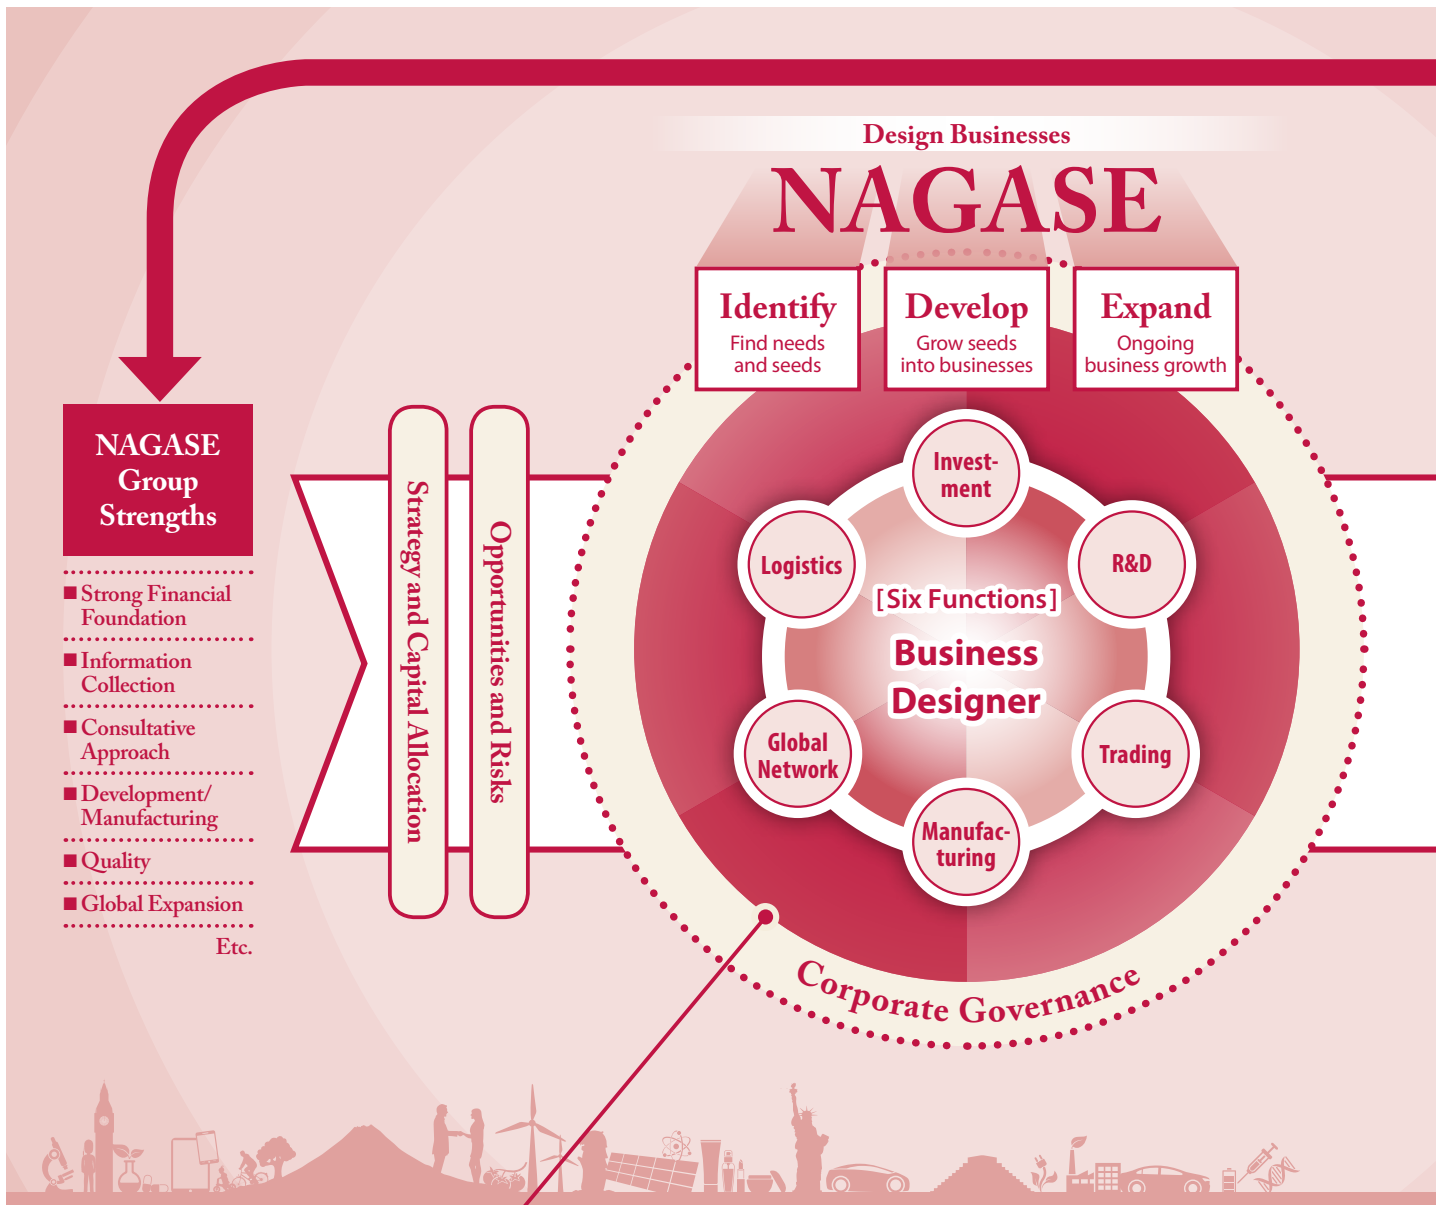 Design Businesses
NAGASE
Identify
Find needs
and seeds
Develop
Grow seeds
into businesses
Expand
Ongoing
business growth
NAGASE
Group
Strengths
■ Strong Financial
Foundation
■ Information
Collection
■ Consultative
Approach
■ Development/
Manufacturing
■ Quality
■ Global Expansion
Etc.
Strategy and Capital Allocation
Opportunities and Risks
Invest-
ment
R&D
Trading
Manufac-
turing
Global
Network
Logistics
[Six Functions]
Business
Designer
Corporate Governance